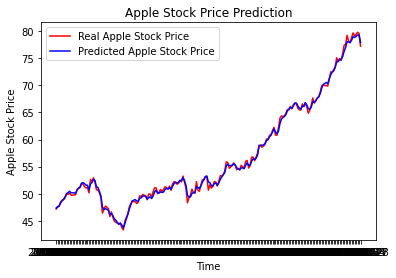 Apple Stock Price Prediction
Real Apple Stock Price
Predicted Apple Stock Price
80
75
70
65
60
55
50
45
Apple Stock Price
Time